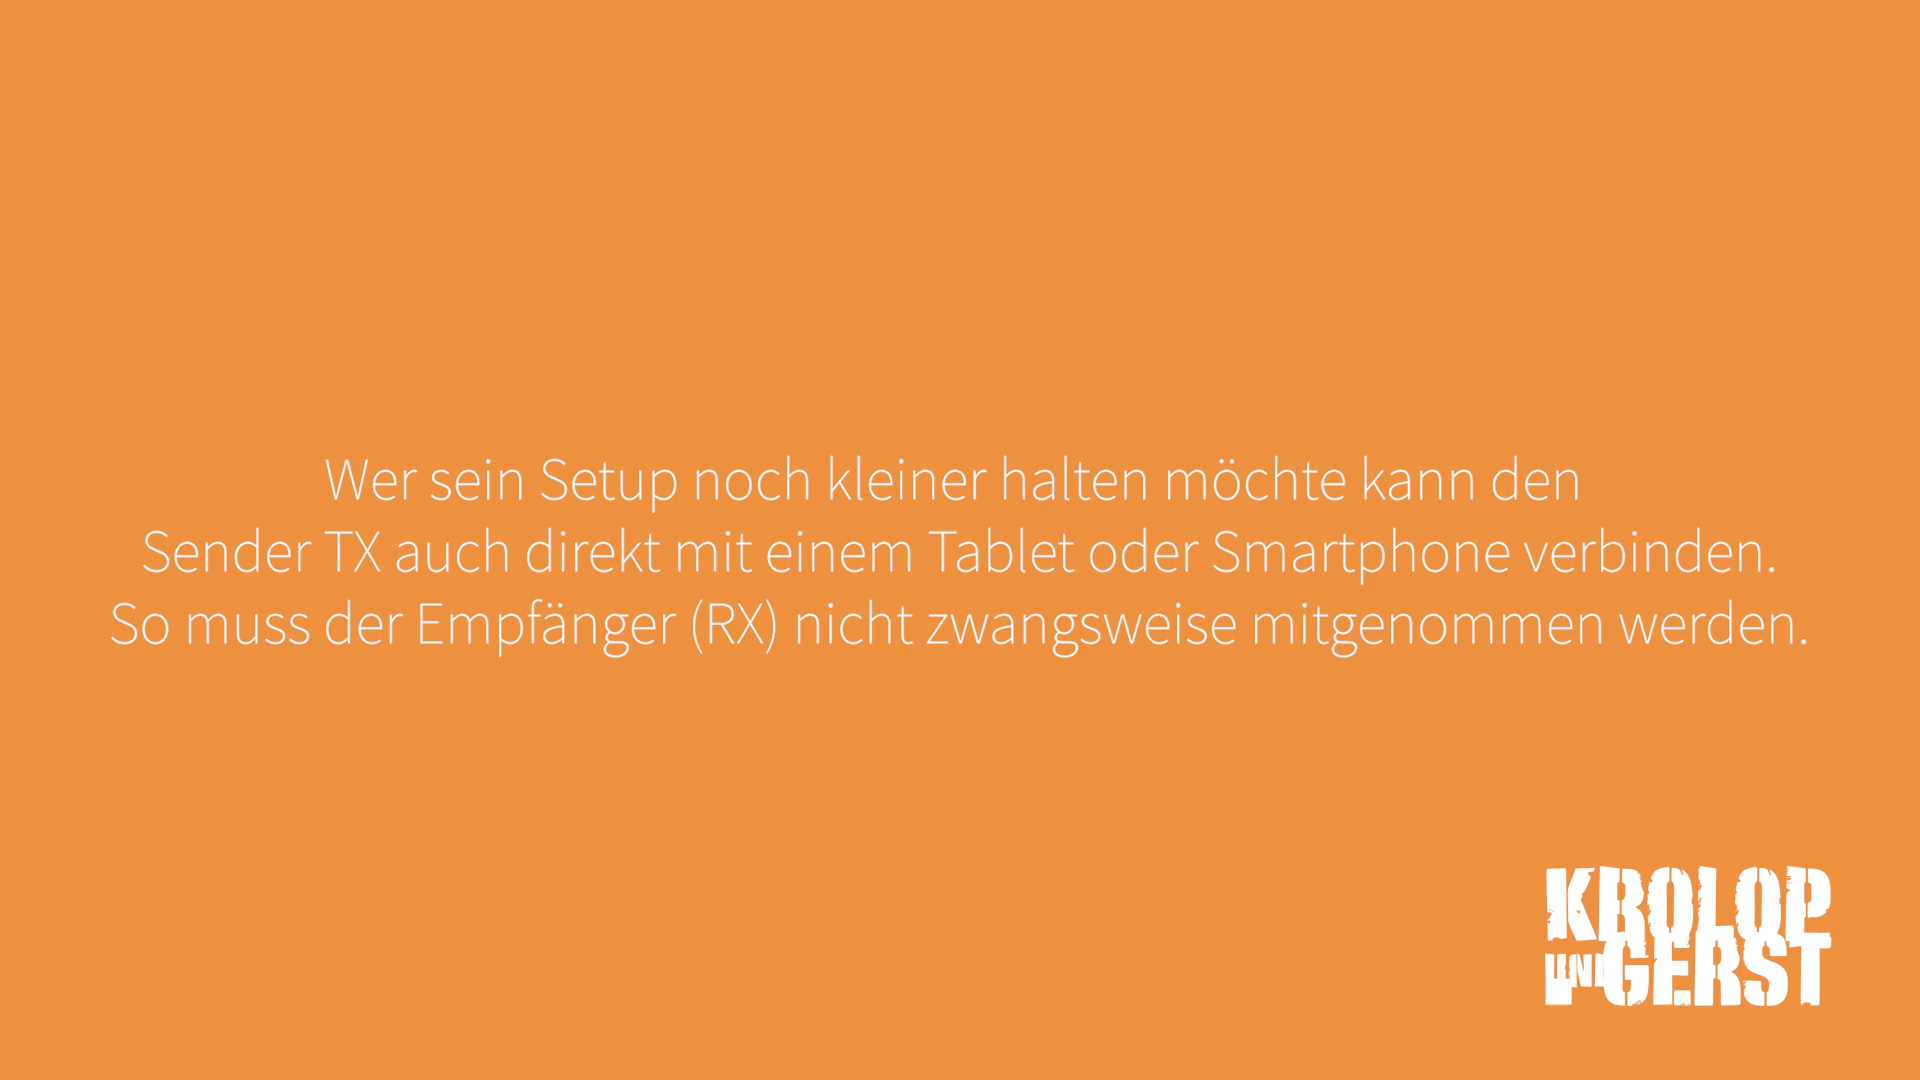 Wer sein Setup noch kleiner halten möchte kann den
Sender TX auch direkt mit einem Tablet oder Smartphone verbinden.
So muss der Empfänger (RX) nicht zwangsweise mitgenommen werden.
KROLOP
UND GERST